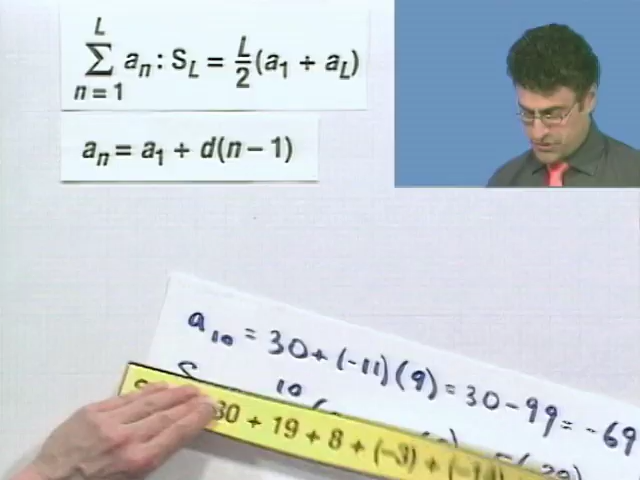 L
∑ aₙ : S_L = L/2 (a₁ + a_L)
n = 1
aₙ = a₁ + d(n − 1)
a₁₀ = 30 + (-11)(9) = 30 - 99 = -69
10
30 + 19 + 8 + (−3) + (−14)